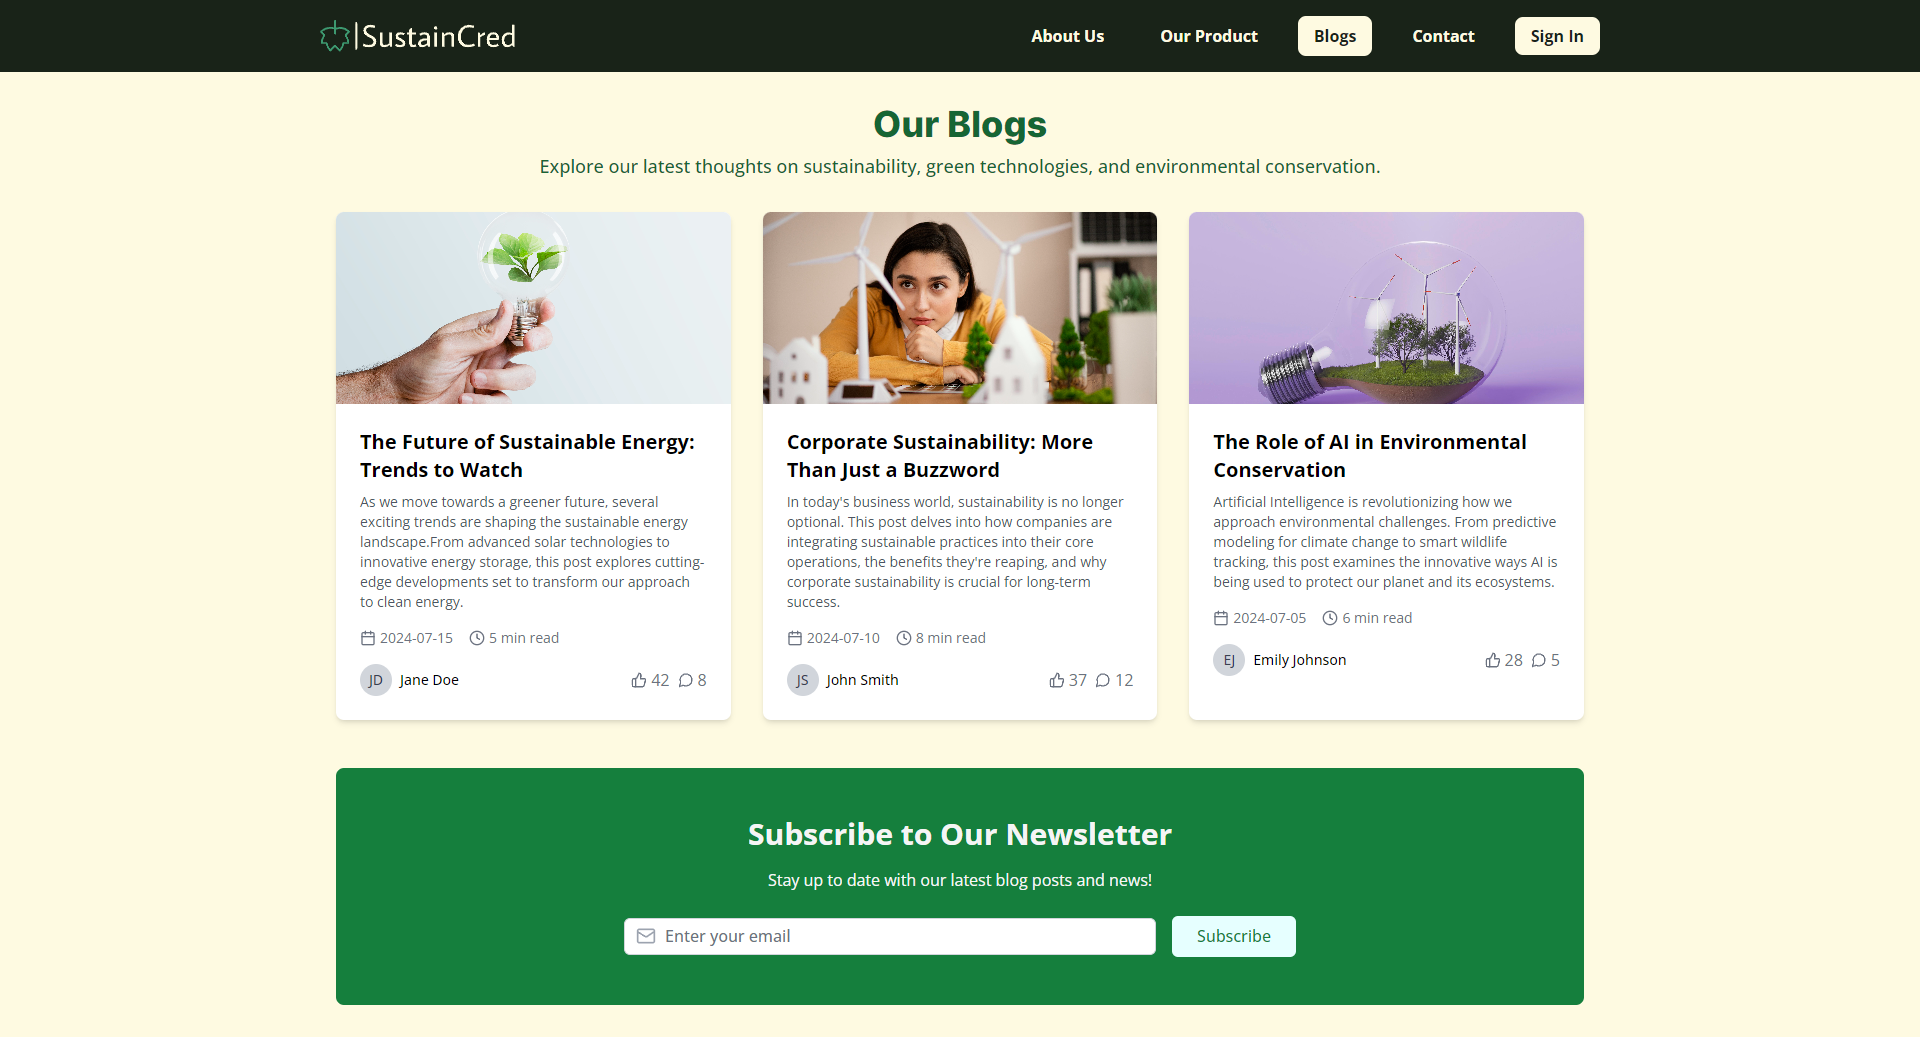 SustainCred
About Us
Our Product
Blogs
Contact
Sign In
Our Blogs
Explore our latest thoughts on sustainability, green technologies, and environmental conservation.
The Future of Sustainable Energy:
Trends to Watch
As we move towards a greener future, several
exciting trends are shaping the sustainable energy
landscape.From advanced solar technologies to
innovative energy storage, this post explores cutting-
edge developments set to transform our approach
to clean energy.
2024-07-15 5 min read
JD Jane Doe 42 8
Corporate Sustainability: More
Than Just a Buzzword
In today's business world, sustainability is no longer
optional. This post delves into how companies are
integrating sustainable practices into their core
operations, the benefits they're reaping, and why
corporate sustainability is crucial for long-term
success.
2024-07-10 8 min read
JS John Smith 37 12
The Role of AI in Environmental
Conservation
Artificial Intelligence is revolutionizing how we
approach environmental challenges. From predictive
modeling for climate change to smart wildlife
tracking, this post examines the innovative ways AI is
being used to protect our planet and its ecosystems.
2024-07-05 6 min read
EJ Emily Johnson 28 5
Subscribe to Our Newsletter
Stay up to date with our latest blog posts and news!
Enter your email
Subscribe